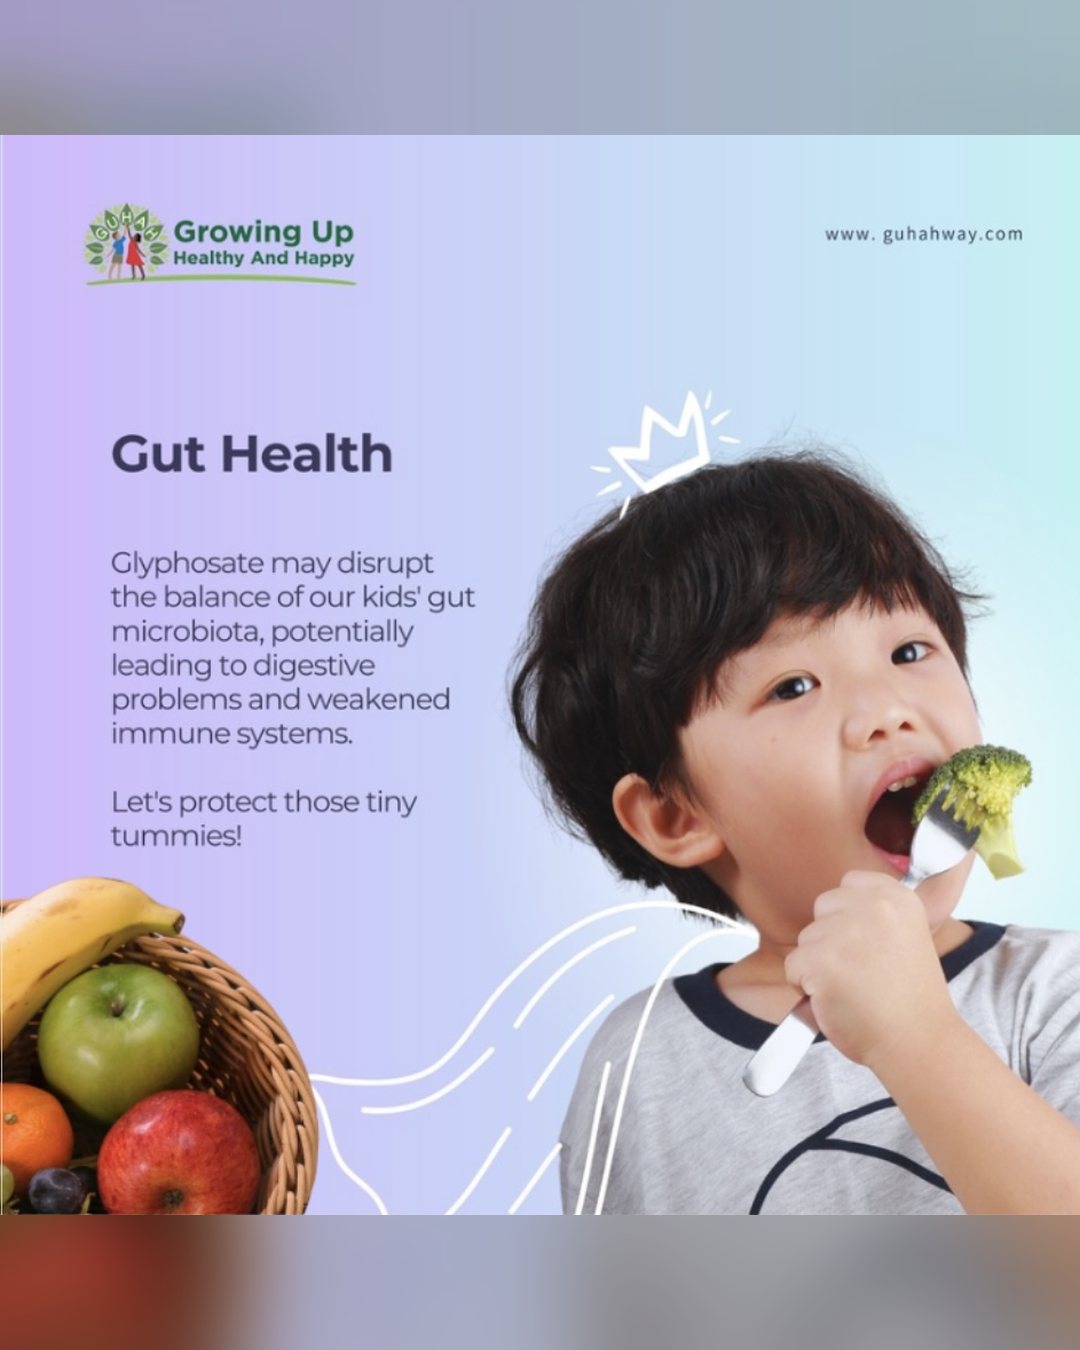 GUHAH
Growing Up
Healthy And Happy
www. guhahway.com
Gut Health
Glyphosate may disrupt
the balance of our kids' gut
microbiota, potentially
leading to digestive
problems and weakened
immune systems.
Let's protect those tiny
tummies!